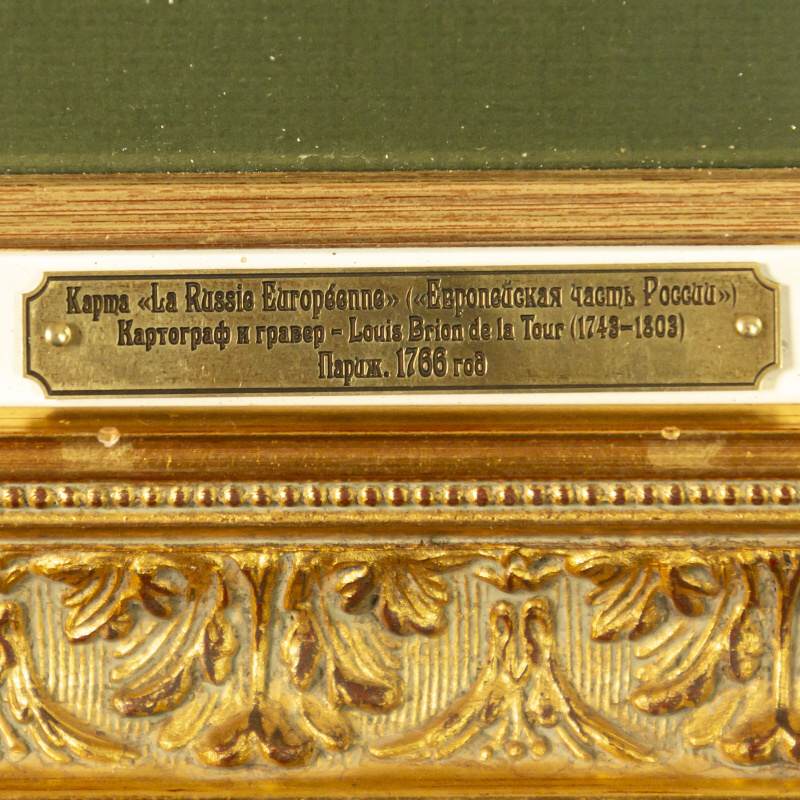 Карта «La Russie Européenne» («Европейская часть России»)
Картограф и гравер – Louis Brion de la Tour (1743–1803)
Париж. 1766 год